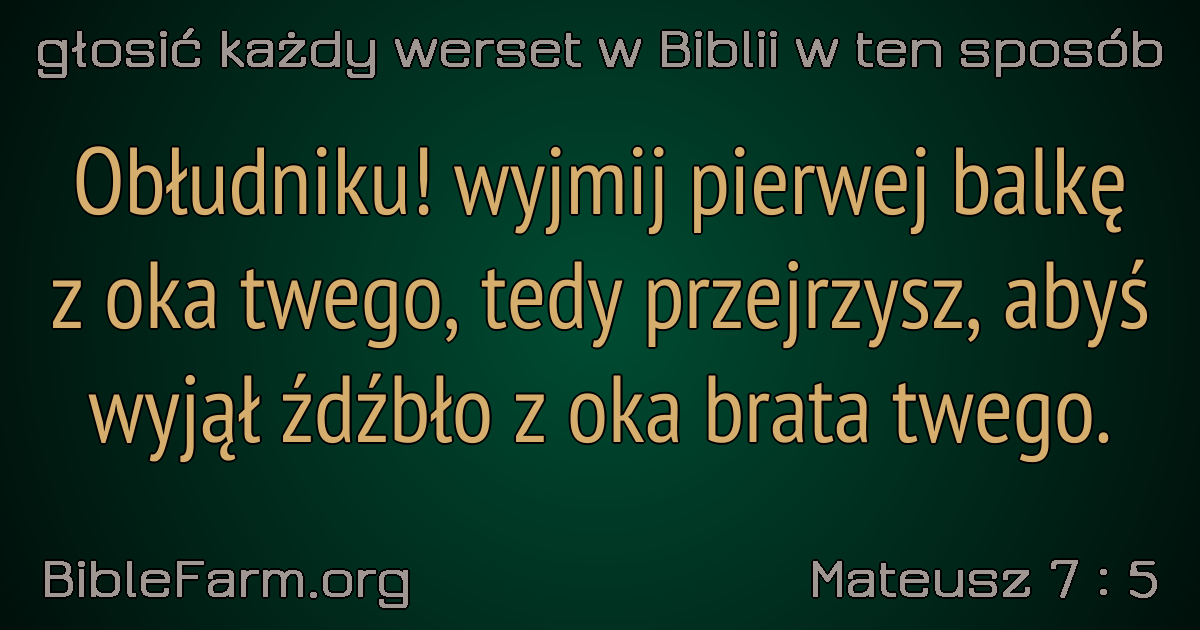 głosić każdy werset w Biblii w ten sposób
Obłudniku! wyjmij pierwej balkę
z oka twego, tedy przejrzysz, abyś
wyjął źdźbło z oka brata twego.
BibleFarm.org
Mateusz 7 : 5